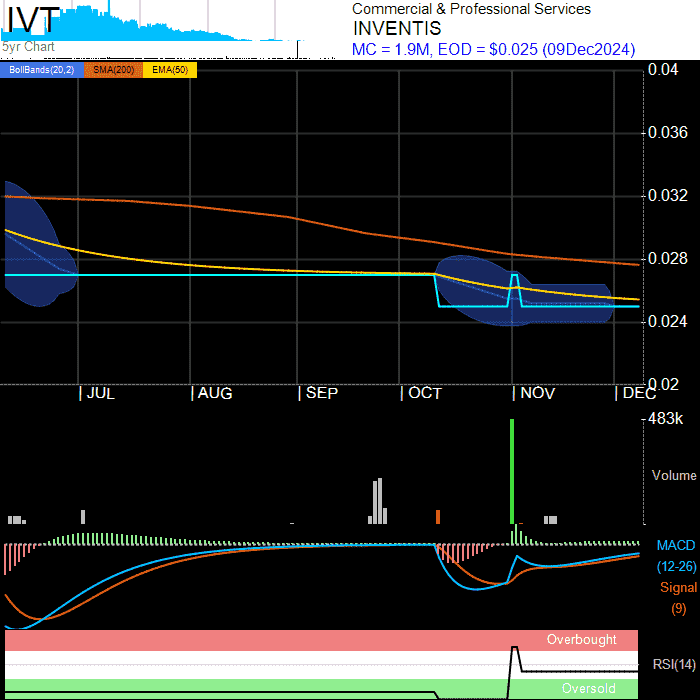 IVT
5yr Chart
Commercial & Professional Services
INVENTIS
MC = 1.9M, EOD = $0.025 (09Dec2024)
BollBands(20,2) SMA(200) EMA(50)
0.04
0.036
0.032
0.028
0.024
0.02
JUL AUG SEP OCT NOV DEC
483k
Volume
MACD
(12-26)
Signal
(9)
Overbought
RSI(14)
Oversold